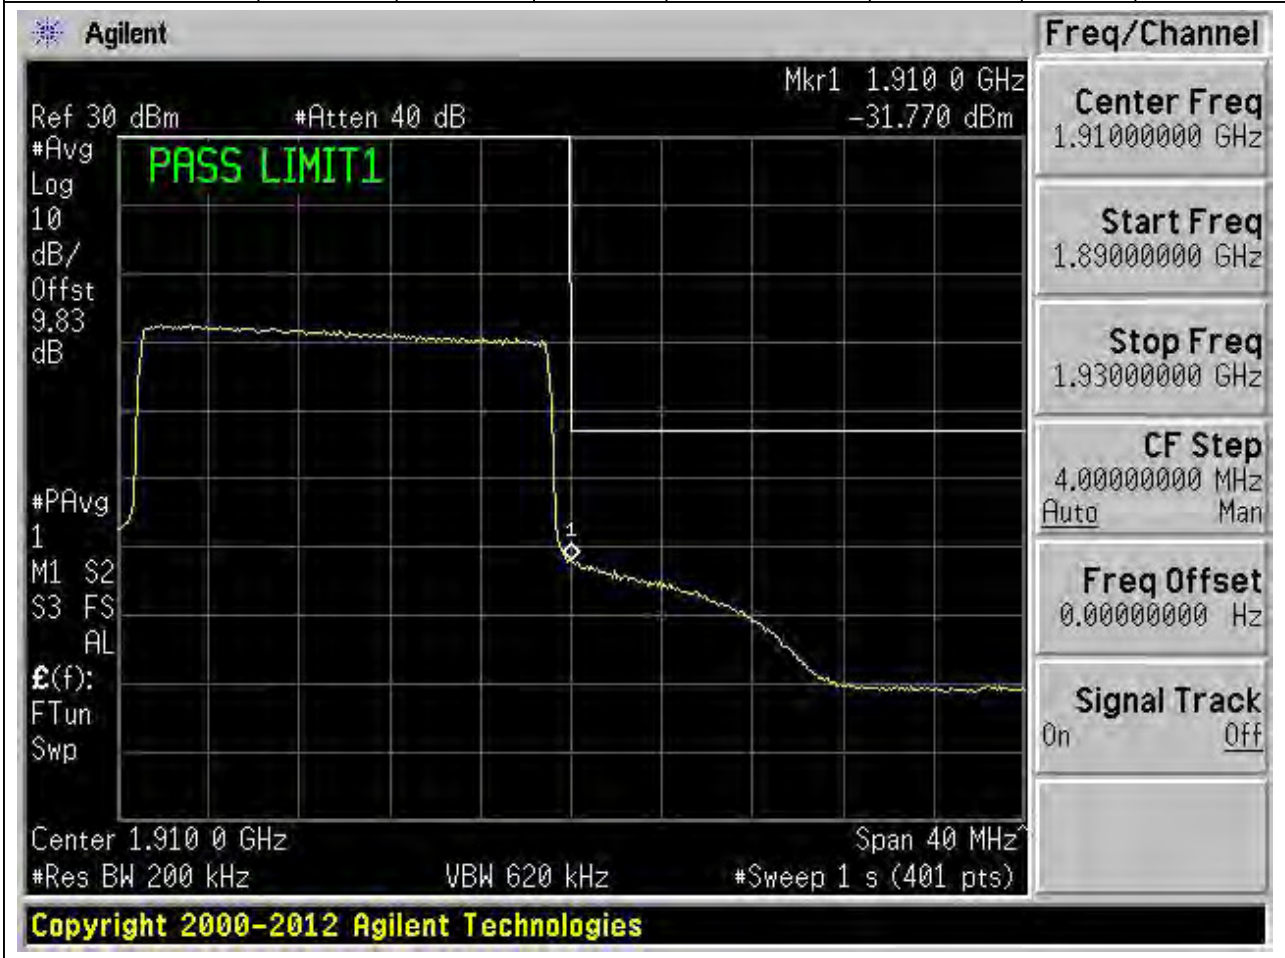 Agilent
Freq/Channel
Mkr1 1.910 0 GHz
Ref 30 dBm #Atten 40 dB -31.770 dBm
#Avg
Log
10
dB/
Offst
9.83
dB
PASS LIMIT1
#PAvg
1
M1 S2
S3 FS
AL
£(f):
FTun
Swp
1
Center 1.910 0 GHz Span 40 MHz^
#Res BW 200 kHz VBW 620 kHz #Sweep 1 s (401 pts)
Center Freq
1.91000000 GHz
Start Freq
1.89000000 GHz
Stop Freq
1.93000000 GHz
CF Step
4.00000000 MHz
Auto Man
Freq Offset
0.00000000 Hz
Signal Track
On Off
Copyright 2000-2012 Agilent Technologies